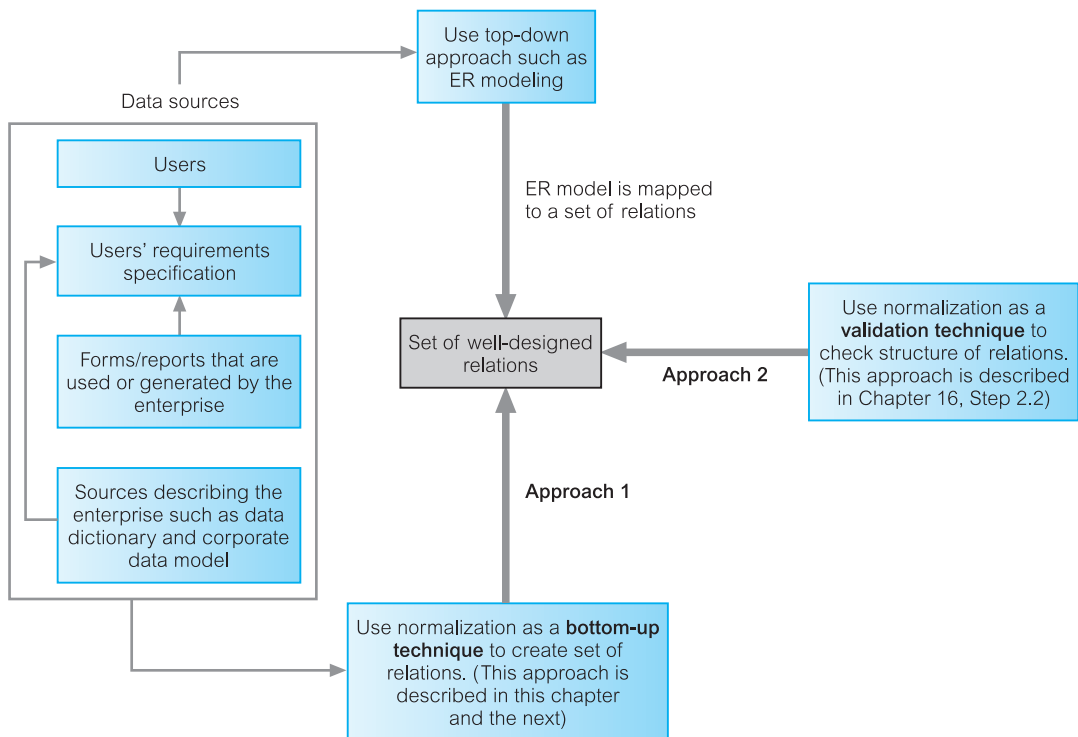 Use top-down
approach such as
ER modeling
Data sources
Users
Users’ requirements
specification
Forms/reports that are
used or generated by the
enterprise
Sources describing the
enterprise such as data
dictionary and corporate
data model
ER model is mapped
to a set of relations
Set of well-designed
relations
Approach 2
Use normalization as a
validation technique to
check structure of relations.
(This approach is described
in Chapter 16, Step 2.2)
Approach 1
Use normalization as a bottom-up
technique to create set of
relations. (This approach is
described in this chapter
and the next)